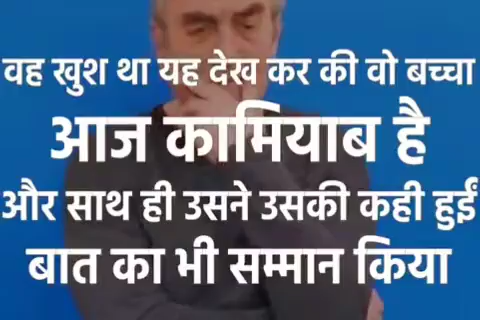 वह खुश था यह देख कर की वो बच्चा
आज कामियाब है
और साथ ही उसने उसकी कही हुईं
बात का भी सम्मान किया